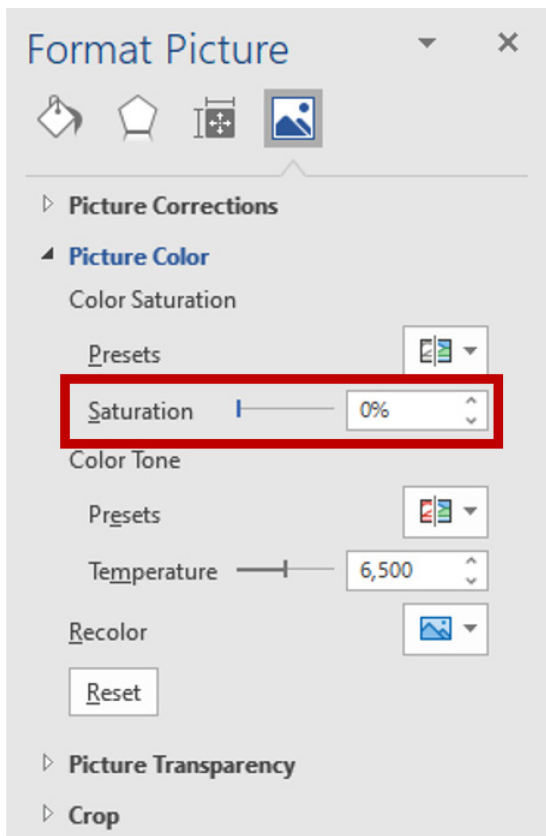 Format Picture
Picture Corrections
Picture Color
Color Saturation
Presets
Saturation 0%
Color Tone
Presets
Temperature 6,500
Recolor
Reset
Picture Transparency
Crop